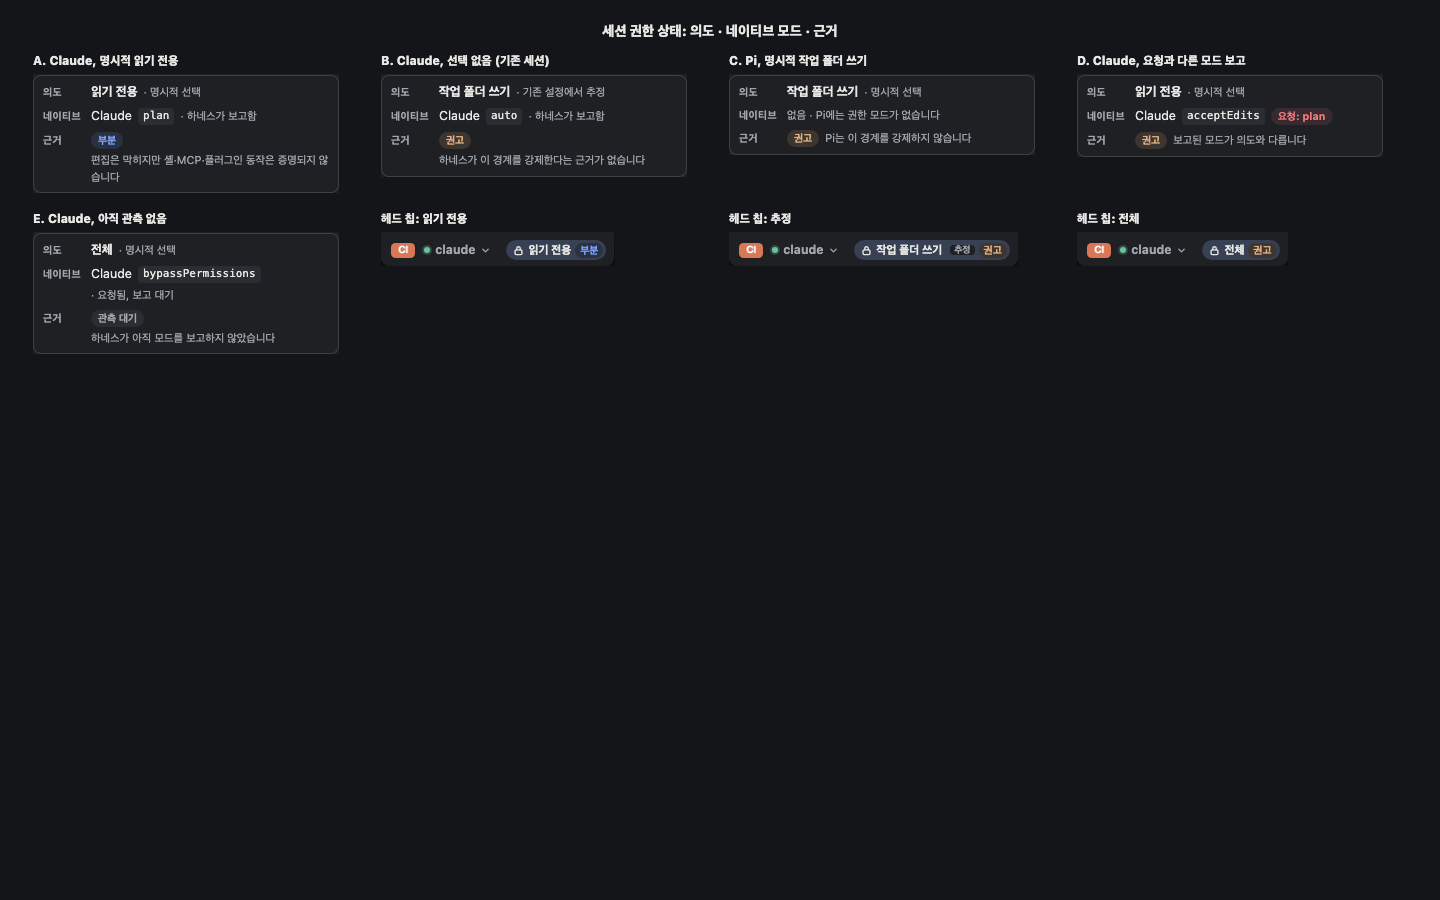 세션 권한 상태: 의도 · 네이티브 모드 · 근거
A. Claude, 명시적 읽기 전용
의도 읽기 전용 · 명시적 선택
네이티브 Claude plan · 하네스가 보고함
근거 부분
편집은 막히지만 셸·MCP·플러그인 동작은 증명되지 않
습니다
B. Claude, 선택 없음 (기존 세션)
의도 작업 폴더 쓰기 · 기존 설정에서 추정
네이티브 Claude auto · 하네스가 보고함
근거 권고
하네스가 이 경계를 강제한다는 근거가 없습니다
C. Pi, 명시적 작업 폴더 쓰기
의도 작업 폴더 쓰기 · 명시적 선택
네이티브 없음 · Pi에는 권한 모드가 없습니다
근거 권고 Pi는 이 경계를 강제하지 않습니다
D. Claude, 요청과 다른 모드 보고
의도 읽기 전용 · 명시적 선택
네이티브 Claude acceptEdits 요청: plan
근거 권고 보고된 모드가 의도와 다릅니다
E. Claude, 아직 관측 없음
의도 전체 · 명시적 선택
네이티브 Claude bypassPermissions
· 요청됨, 보고 대기
근거 관측 대기
하네스가 아직 모드를 보고하지 않았습니다
헤드 칩: 읽기 전용
CI claude 읽기 전용 부분
헤드 칩: 추정
CI claude 작업 폴더 쓰기 추정 권고
헤드 칩: 전체
CI claude 전체 권고